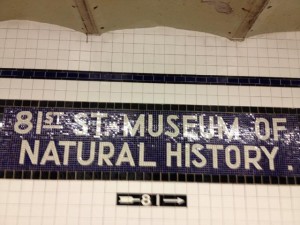 81ST ST-MUSEUM OF
NATURAL HISTORY.
81→